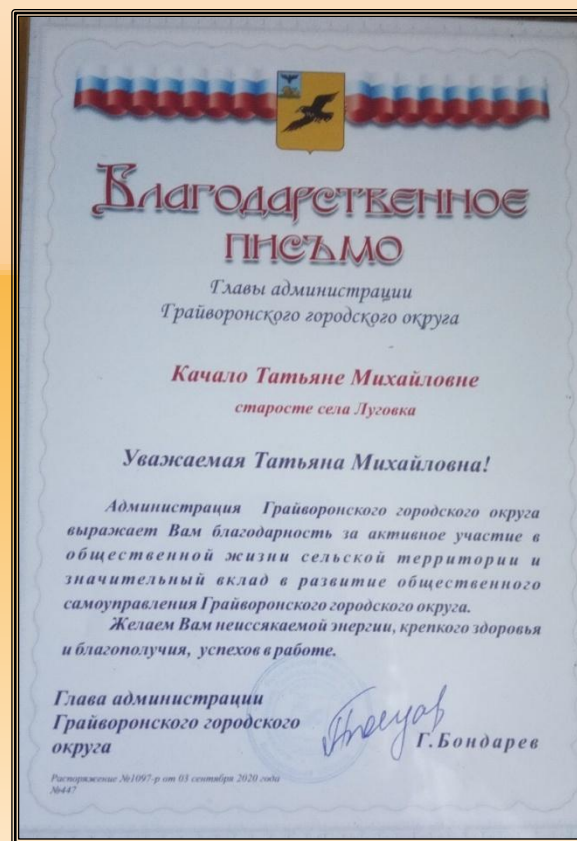 Благодарственное
письмо
Главы администрации
Грайворонского городского округа
Качало Татьяне Михайловне
старосте села Луговка
Уважаемая Татьяна Михайловна!
Администрация Грайворонского городского округа
выражает Вам благодарность за активное участие в
общественной жизни сельской территории и
значительный вклад в развитие общественного
самоуправления Грайворонского городского округа.
Желаем Вам неиссякаемой энергии, крепкого здоровья
и благополучия, успехов в работе.
Глава администрации
Грайворонского городского
округа
Г.Бондарев
Распоряжение №1097-р от 03 сентября 2020 года
№447